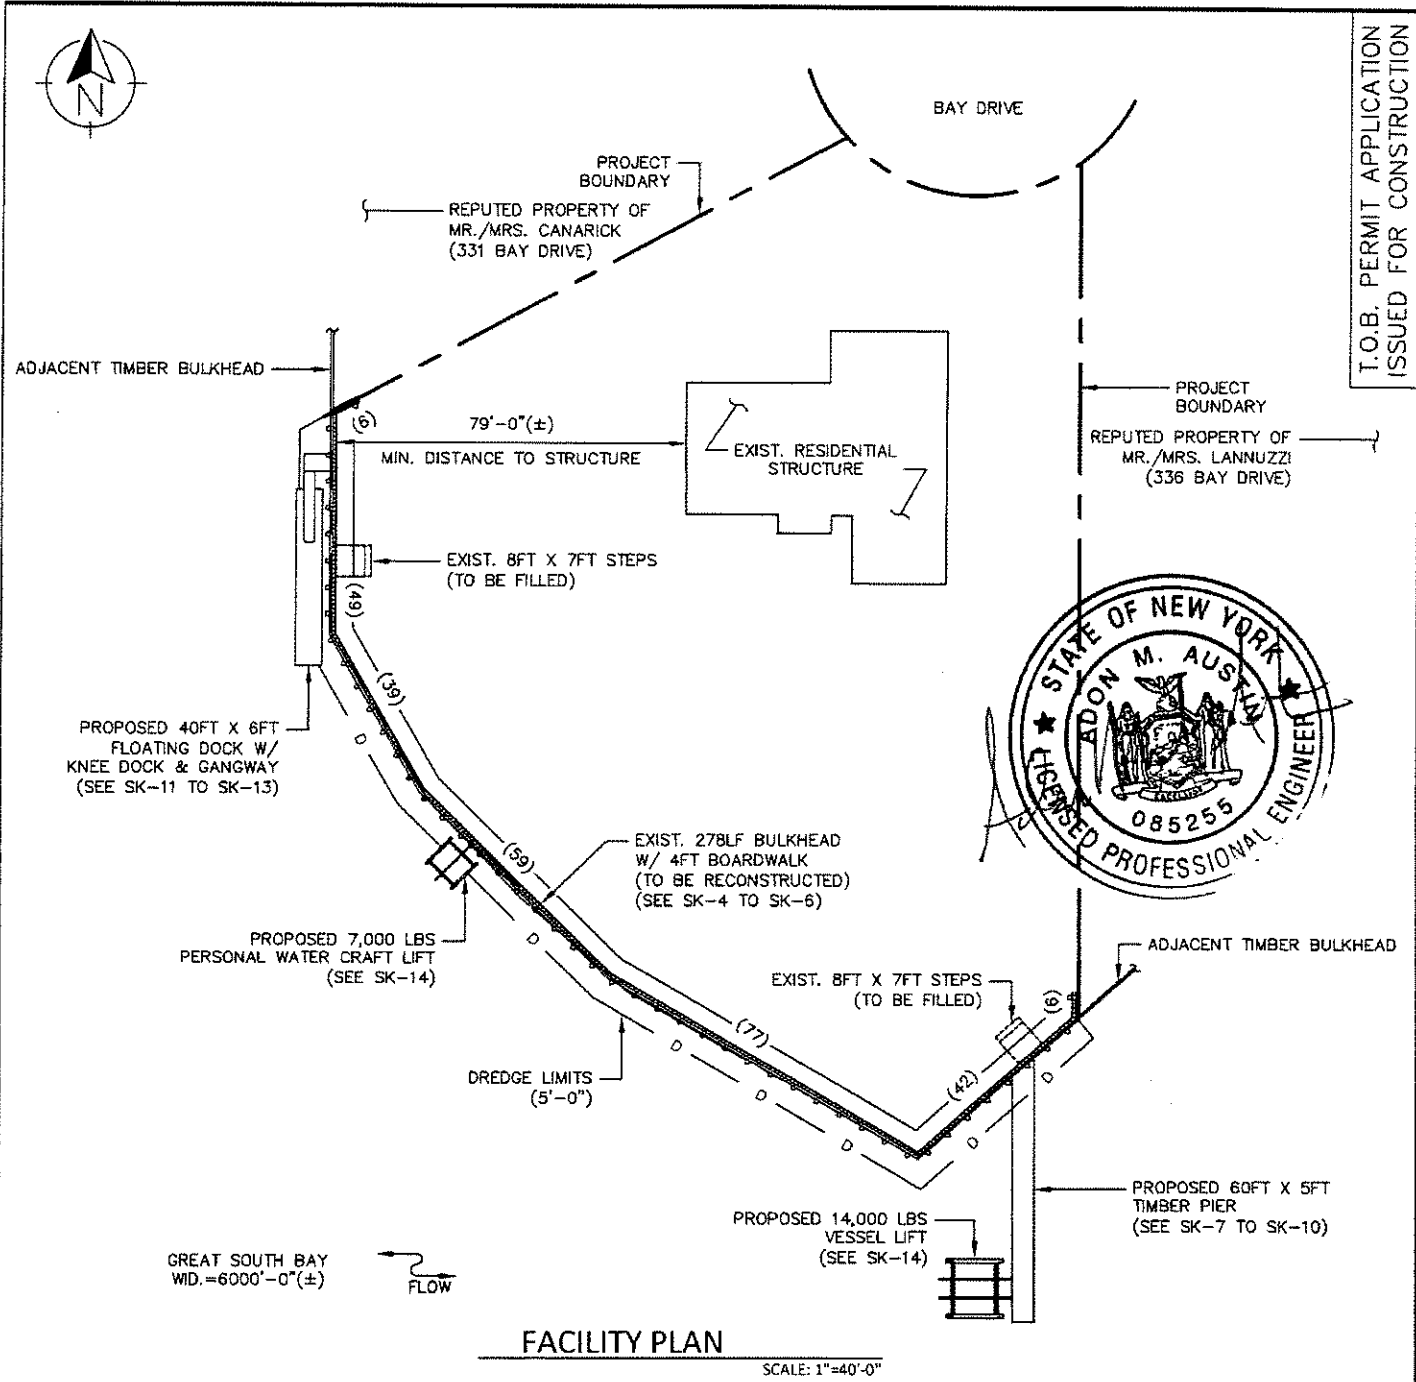 T.O.B. PERMIT APPLICATION
ISSUED FOR CONSTRUCTION
N
BAY DRIVE
PROJECT
BOUNDARY
REPUTED PROPERTY OF
MR./MRS. CANARICK
(331 BAY DRIVE)
ADJACENT TIMBER BULKHEAD
(6)
79'-0"(±)
MIN. DISTANCE TO STRUCTURE
EXIST. RESIDENTIAL
STRUCTURE
PROJECT
BOUNDARY
REPUTED PROPERTY OF
MR./MRS. LANNUZZI
(336 BAY DRIVE)
EXIST. 8FT X 7FT STEPS
(TO BE FILLED)
(49)
(39)
STATE OF NEW YORK
ADON M. AUSTIN
EXCELSIOR
085255
LICENSED PROFESSIONAL ENGINEER
PROPOSED 40FT X 6FT
FLOATING DOCK W/
KNEE DOCK & GANGWAY
(SEE SK-11 TO SK-13)
D
EXIST. 278LF BULKHEAD
W/ 4FT BOARDWALK
(TO BE RECONSTRUCTED)
(SEE SK-4 TO SK-6)
(59)
PROPOSED 7,000 LBS
PERSONAL WATER CRAFT LIFT
(SEE SK-14)
D
ADJACENT TIMBER BULKHEAD
EXIST. 8FT X 7FT STEPS
(TO BE FILLED)
(6)
(77)
D
DREDGE LIMITS
(5'-0")
(42)
D
D
D
D
PROPOSED 60FT X 5FT
TIMBER PIER
(SEE SK-7 TO SK-10)
PROPOSED 14,000 LBS
VESSEL LIFT
(SEE SK-14)
GREAT SOUTH BAY
WID.=6000'-0"(±)
FLOW
FACILITY PLAN
SCALE: 1"=40'-0"